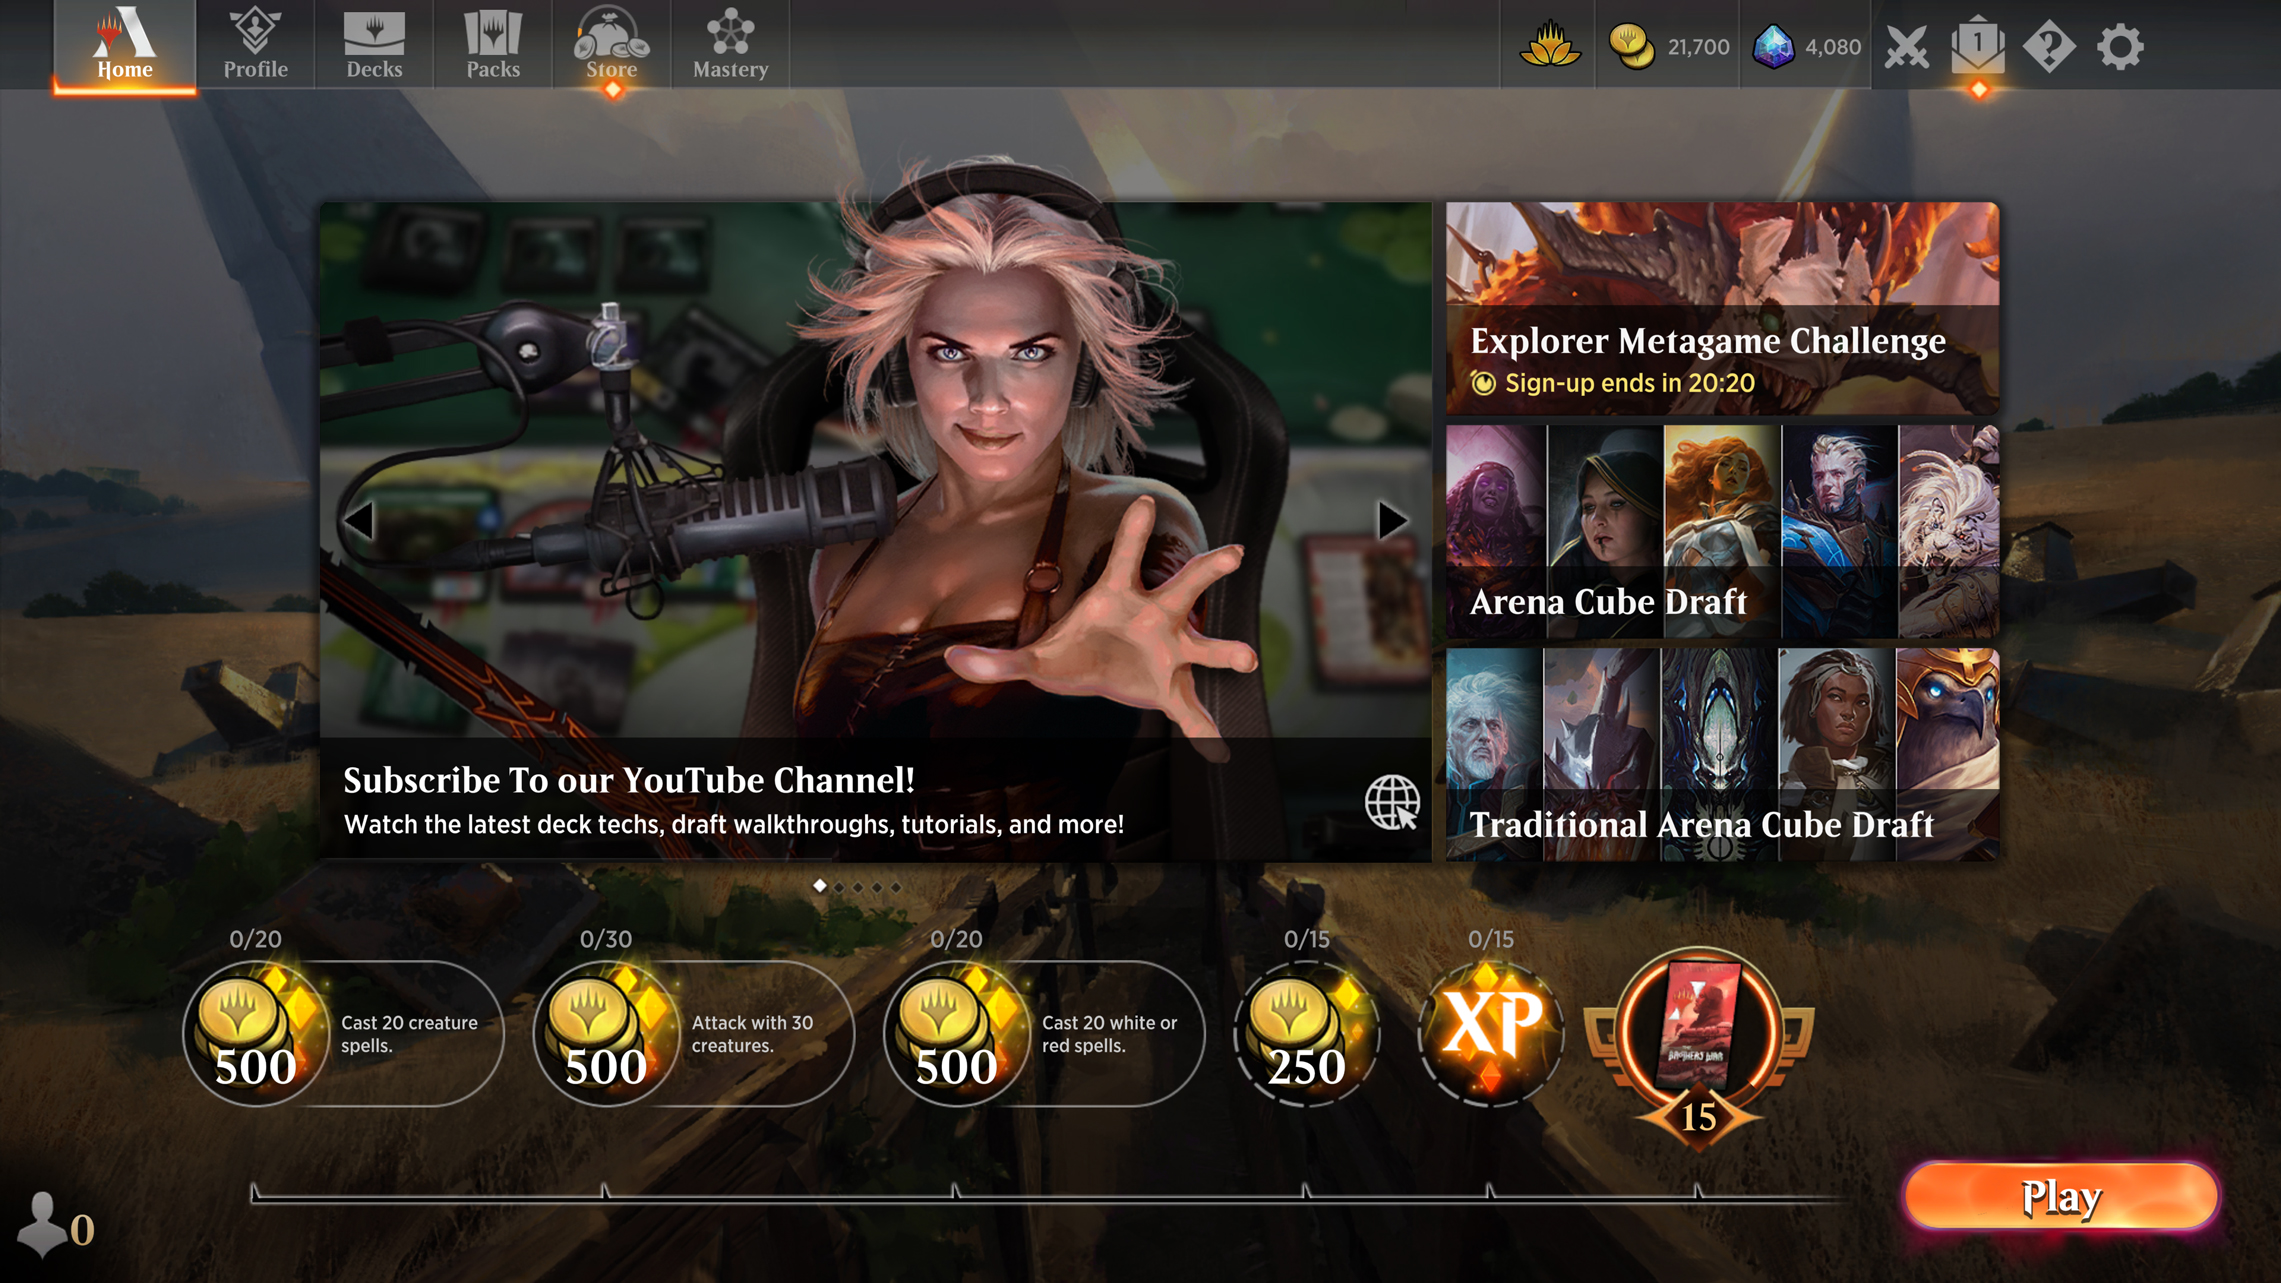 Home
Profile
Decks
Packs
Store
Mastery
21,700
4,080
1
?
Explorer Metagame Challenge
Sign-up ends in 20:20
Arena Cube Draft
Subscribe To our YouTube Channel!
Watch the latest deck techs, draft walkthroughs, tutorials, and more!
Traditional Arena Cube Draft
0/20
500
Cast 20 creature
spells.
0/30
500
Attack with 30
creatures.
0/20
500
Cast 20 white or
red spells.
0/15
250
0/15
XP
BROTHERS WAR
15
0
Play